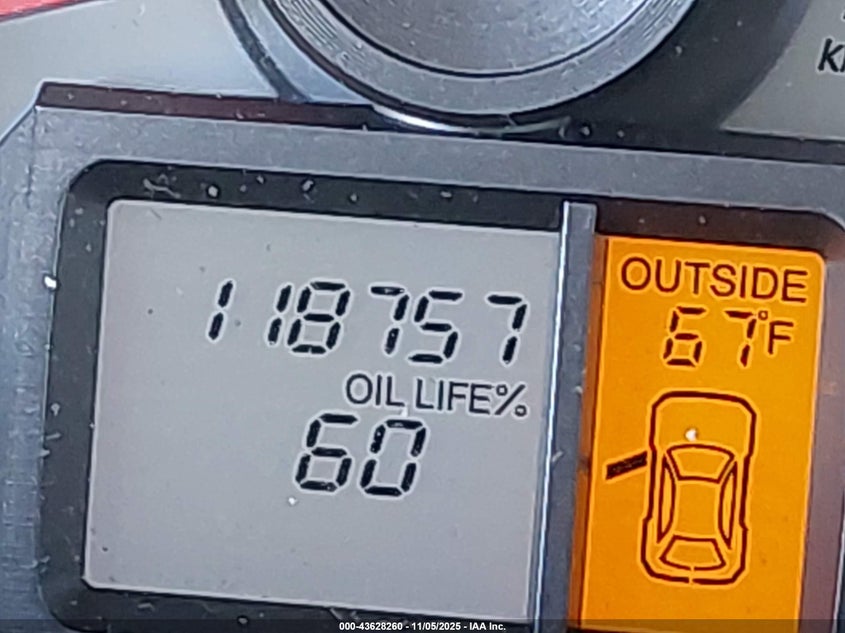 118757
OIL LIFE%
60
OUTSIDE
67°F
000-43628260 - 11/05/2025 - IAA Inc.